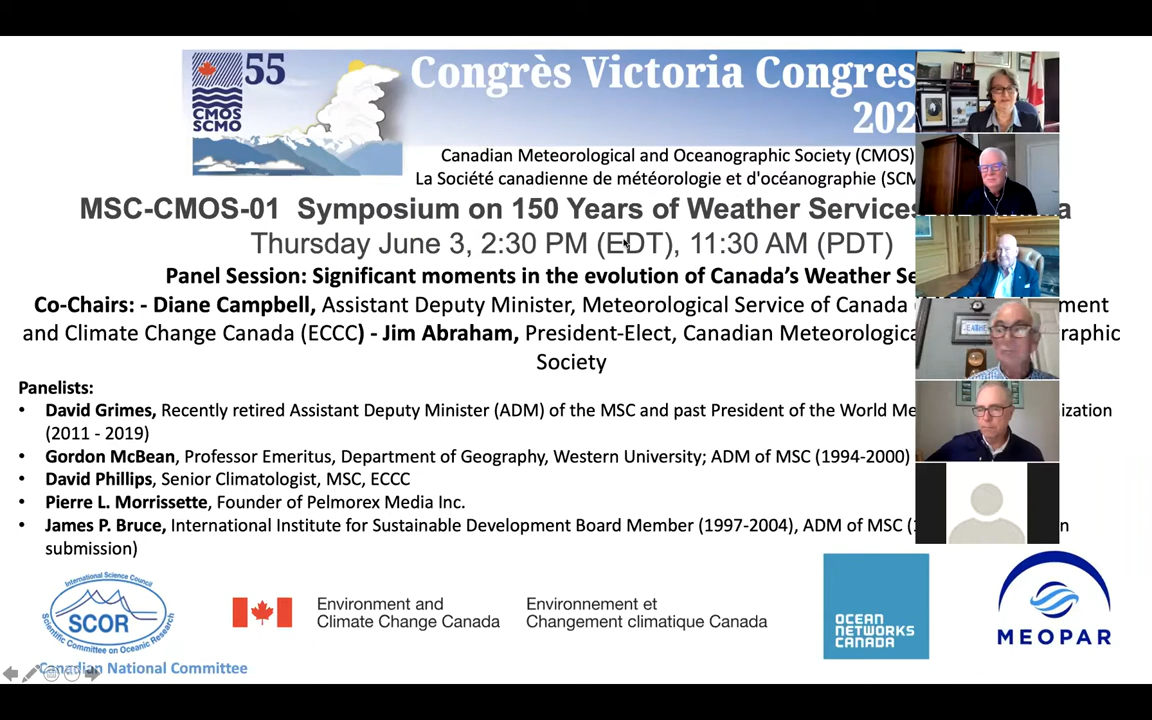 55
CMOS
SCMO
Congrès Victoria Congres
202
Canadian Meteorological and Oceanographic Society (CMOS)
La Société canadienne de météorologie et d'océanographie (SCM
MSC-CMOS-01 Symposium on 150 Years of Weather Services
Thursday June 3, 2:30 PM (EDT), 11:30 AM (PDT)
Panel Session: Significant moments in the evolution of Canada's Weather Se
Co-Chairs: - Diane Campbell, Assistant Deputy Minister, Meteorological Service of Canada
and Climate Change Canada (ECCC) - Jim Abraham, President-Elect, Canadian Meteorologica graphic
Society
Panelists:
• David Grimes, Recently retired Assistant Deputy Minister (ADM) of the MSC and past President of the World Me ization
(2011 - 2019)
• Gordon McBean, Professor Emeritus, Department of Geography, Western University; ADM of MSC (1994-2000)
• David Phillips, Senior Climatologist, MSC, ECCC
• Pierre L. Morrissette, Founder of Pelmorex Media Inc.
• James P. Bruce, International Institute for Sustainable Development Board Member (1997-2004), ADM of MSC
submission)
International Science Council
SCOR
Scientific Committee on Oceanic Research
Canadian National Committee
Environment and
Climate Change Canada
Environnement et
Changement climatique Canada
OCEAN
NETWORKS
CANADA
MEOPAR